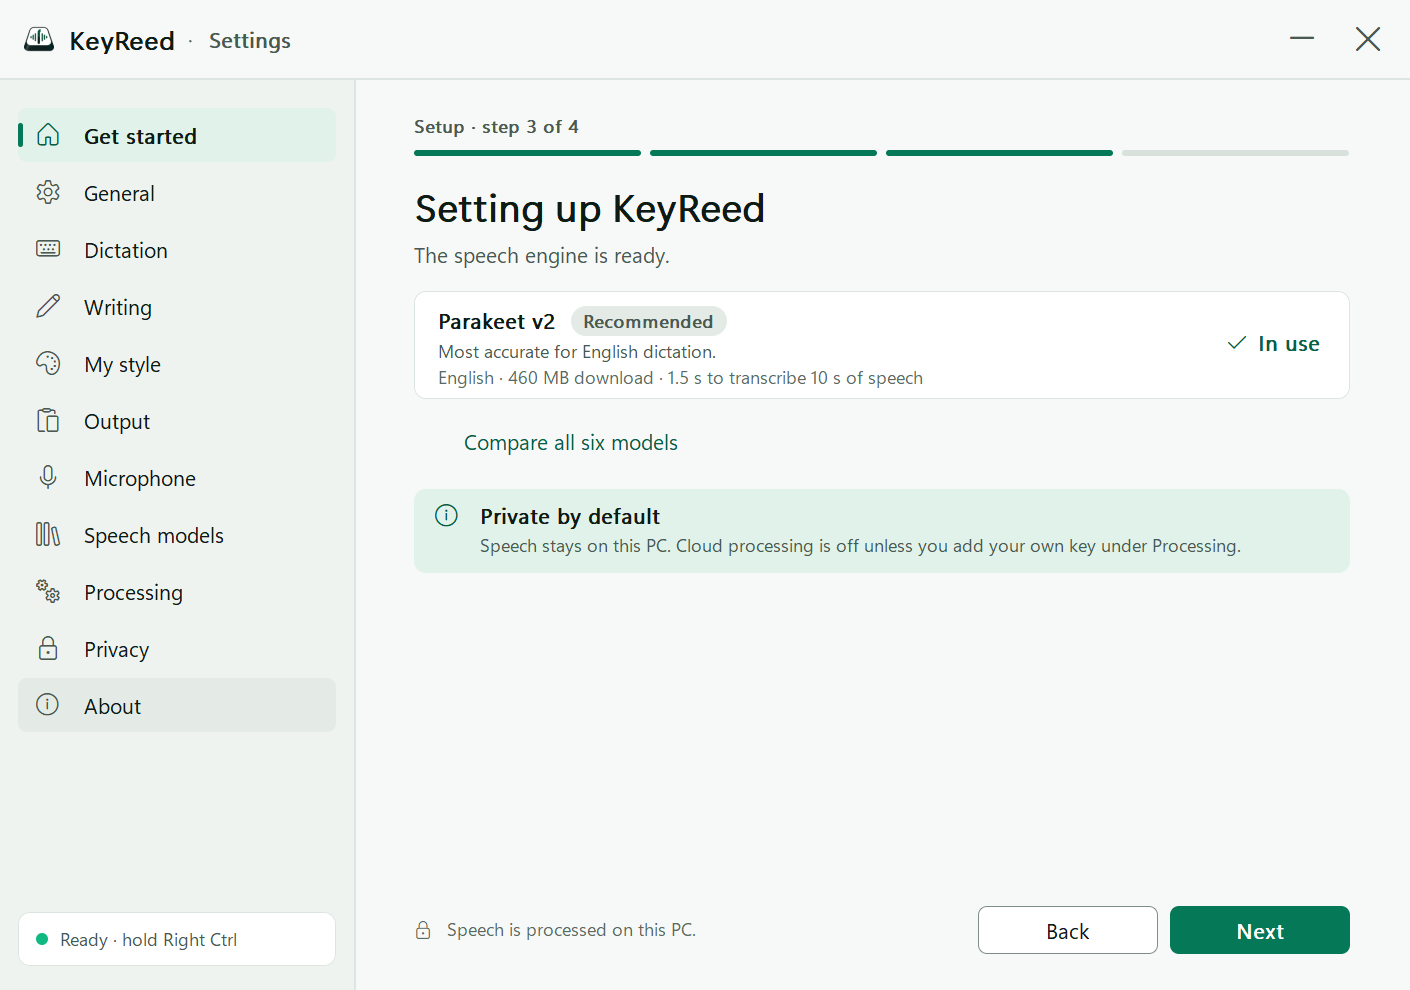 KeyReed · Settings
Get started
General
Dictation
Writing
My style
Output
Microphone
Speech models
Processing
Privacy
About
Ready · hold Right Ctrl
Setup · step 3 of 4
Setting up KeyReed
The speech engine is ready.
Parakeet v2 Recommended
Most accurate for English dictation.
English · 460 MB download · 1.5 s to transcribe 10 s of speech
In use
Compare all six models
Private by default
Speech stays on this PC. Cloud processing is off unless you add your own key under Processing.
Speech is processed on this PC.
Back
Next